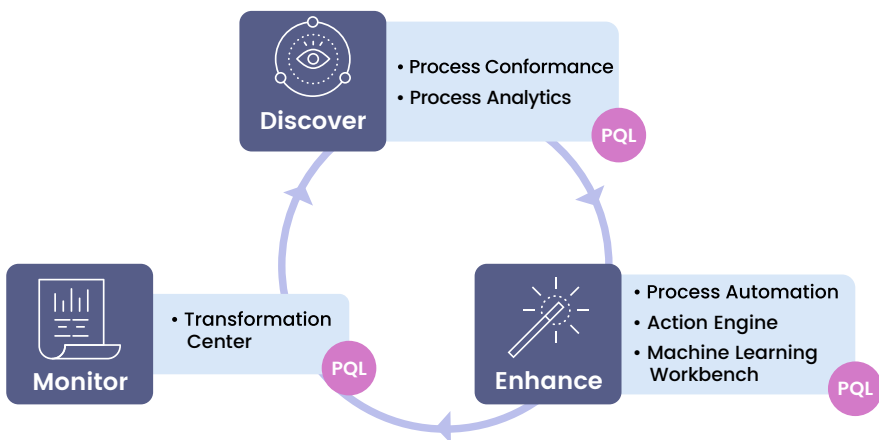 Discover
• Process Conformance
• Process Analytics
PQL
Monitor
• Transformation
Center
PQL
Enhance
• Process Automation
• Action Engine
• Machine Learning
Workbench
PQL